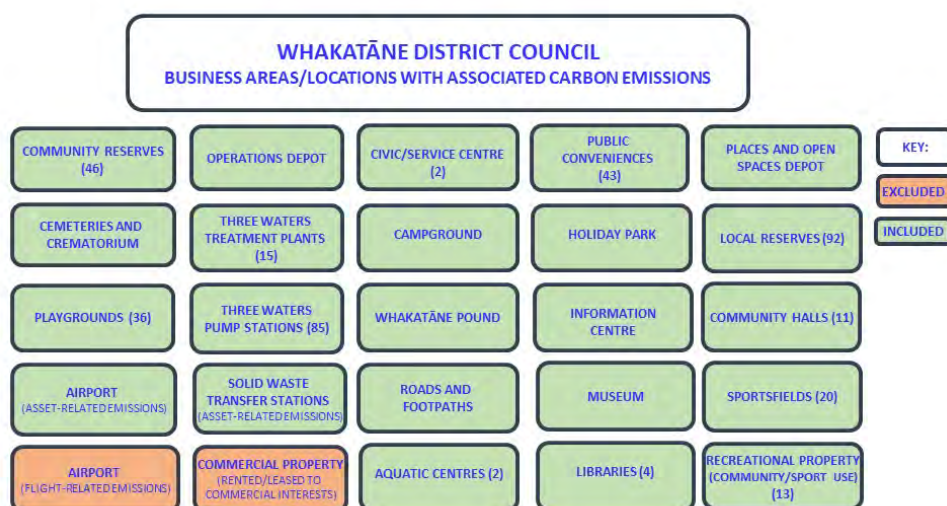 WHAKATĀNE DISTRICT COUNCIL
BUSINESS AREAS/LOCATIONS WITH ASSOCIATED CARBON EMISSIONS
COMMUNITY RESERVES
(46)
OPERATIONS DEPOT
CIVIC/SERVICE CENTRE
(2)
PUBLIC
CONVENIENCES
(43)
PLACES AND OPEN
SPACES DEPOT
KEY:
EXCLUDED
INCLUDED
CEMETERIES AND
CREMATORIUM
THREE WATERS
TREATMENT PLANTS
(15)
CAMPGROUND
HOLIDAY PARK
LOCAL RESERVES (92)
PLAYGROUNDS (36)
THREE WATERS
PUMP STATIONS (85)
WHAKATĀNE POUND
INFORMATION
CENTRE
COMMUNITY HALLS (11)
AIRPORT
(ASSET-RELATED EMISSIONS)
SOLID WASTE
TRANSFER STATIONS
(ASSET-RELATED EMISSIONS)
ROADS AND
FOOTPATHS
MUSEUM
SPORTSFIELDS (20)
AIRPORT
(FLIGHT-RELATED EMISSIONS)
COMMERCIAL PROPERTY
(RENTED/LEASED TO
COMMERCIAL INTERESTS)
AQUATIC CENTRES (2)
LIBRARIES (4)
RECREATIONAL PROPERTY
(COMMUNITY/SPORT USE)
(13)